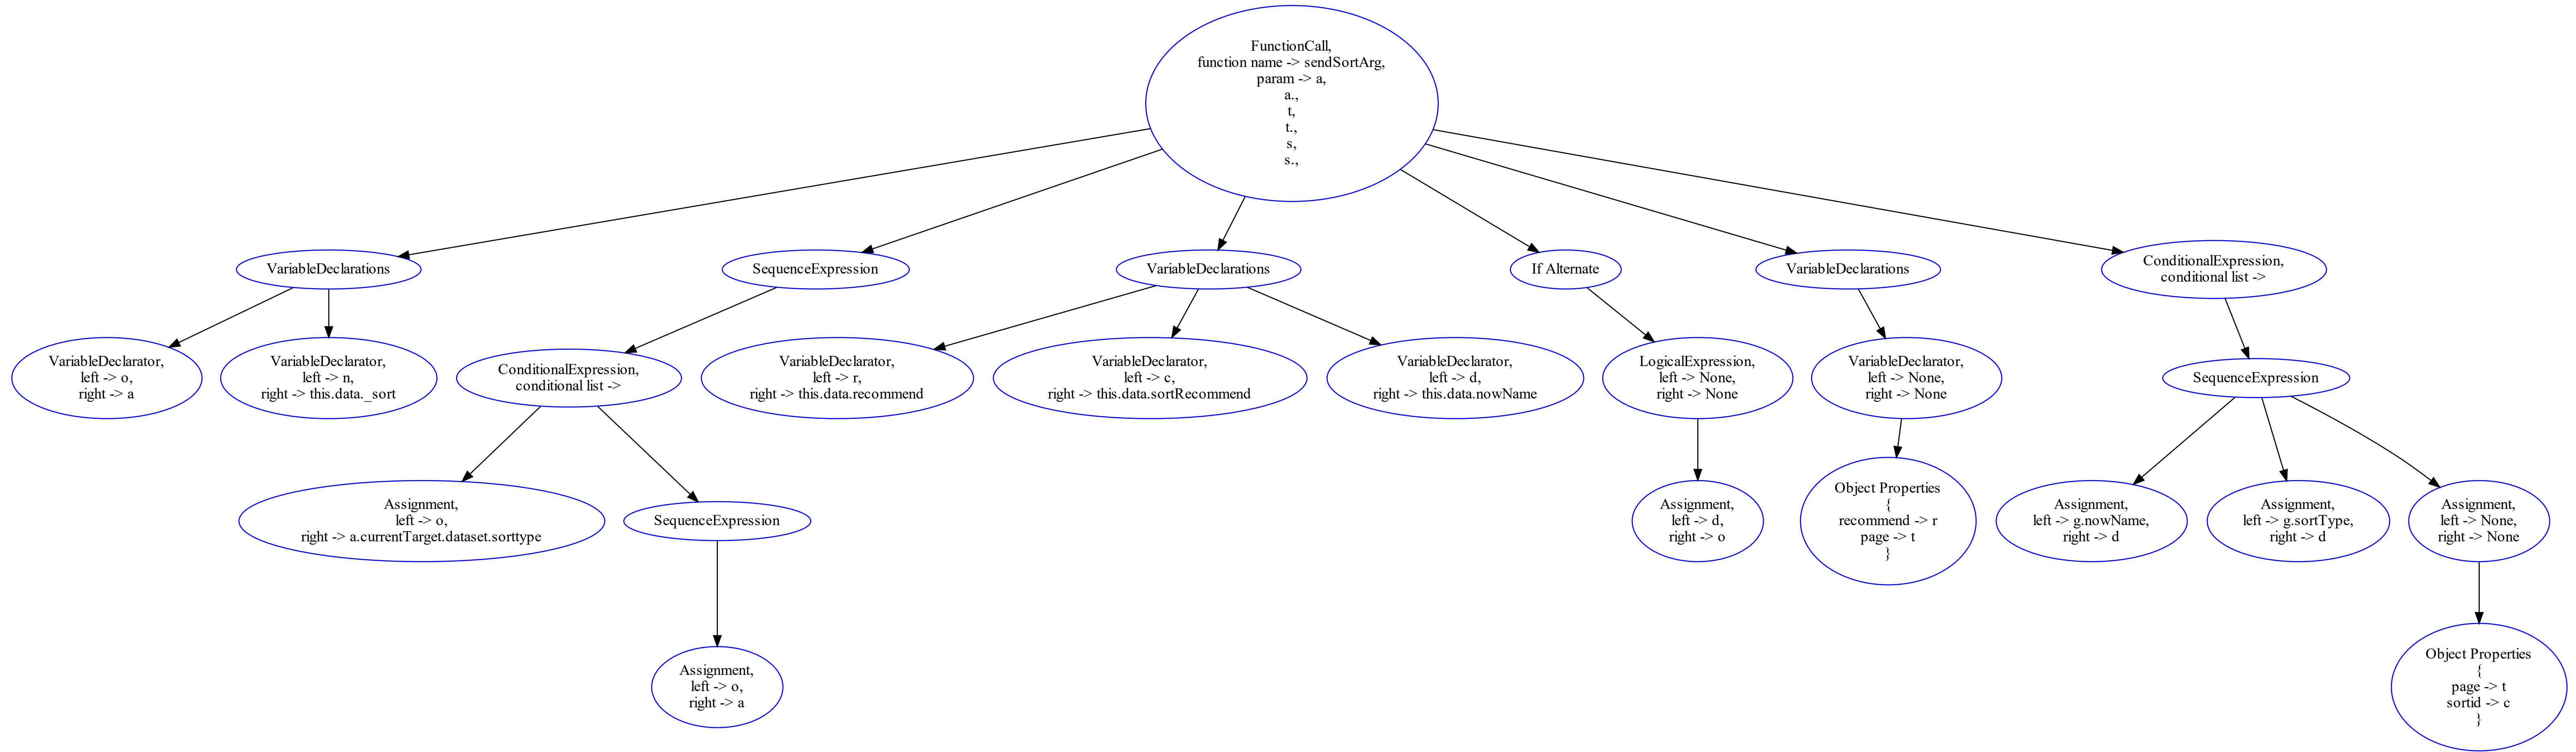 FunctionCall,
function name -> sendSortArg,
param -> a,
a.,
t,
t.,
s,
s.,
VariableDeclarations
SequenceExpression
VariableDeclarations
If Alternate
VariableDeclarations
ConditionalExpression,
conditional list ->
VariableDeclarator,
left -> o,
right -> a
VariableDeclarator,
left -> n,
right -> this.data._sort
ConditionalExpression,
conditional list ->
VariableDeclarator,
left -> r,
right -> this.data.recommend
VariableDeclarator,
left -> c,
right -> this.data.sortRecommend
VariableDeclarator,
left -> d,
right -> this.data.nowName
LogicalExpression,
left -> None,
right -> None
VariableDeclarator,
left -> None,
right -> None
SequenceExpression
Assignment,
left -> o,
right -> a.currentTarget.dataset.sorttype
SequenceExpression
Assignment,
left -> d,
right -> o
Object Properties
{
recommend -> r
page -> t
}
Assignment,
left -> g.nowName,
right -> d
Assignment,
left -> g.sortType,
right -> d
Assignment,
left -> None,
right -> None
Assignment,
left -> o,
right -> a
Object Properties
{
page -> t
sortid -> c
}